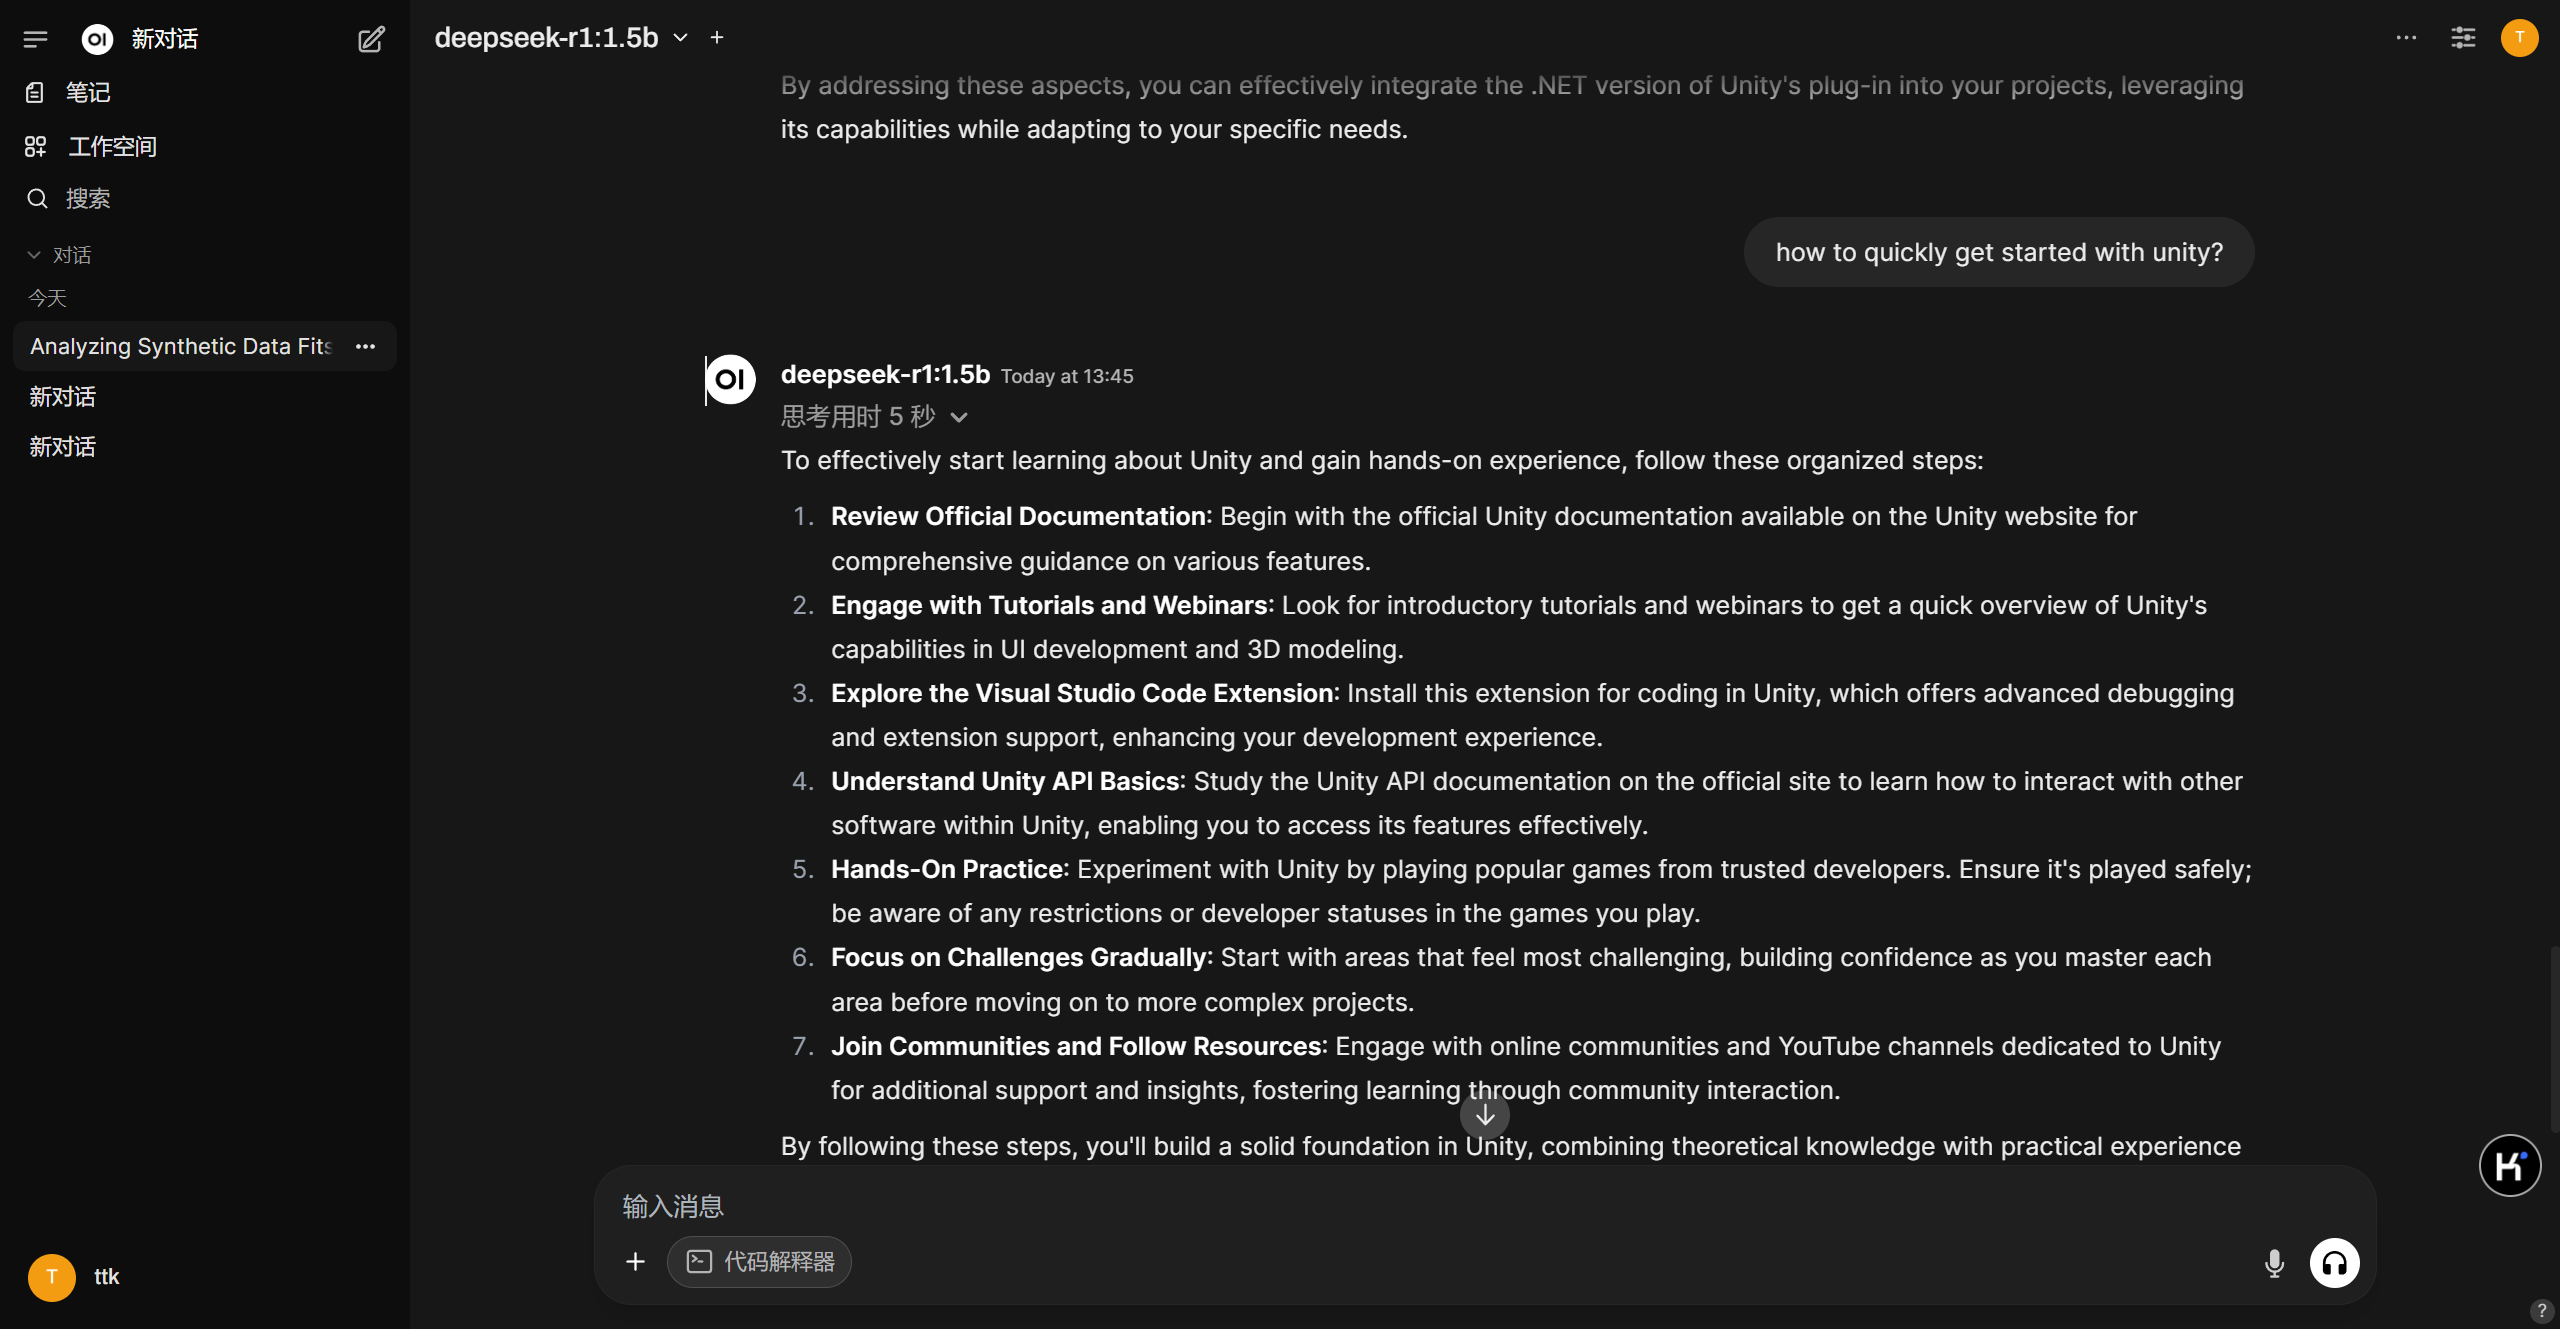 OI 新对话
笔记
工作空间
搜索
对话
今天
Analyzing Synthetic Data Fits
新对话
新对话
T ttk
deepseek-r1:1.5b
T
By addressing these aspects, you can effectively integrate the .NET version of Unity's plug-in into your projects, leveraging
its capabilities while adapting to your specific needs.
how to quickly get started with unity?
OI deepseek-r1:1.5b Today at 13:45
思考用时 5 秒
To effectively start learning about Unity and gain hands-on experience, follow these organized steps:
1. Review Official Documentation: Begin with the official Unity documentation available on the Unity website for
comprehensive guidance on various features.
2. Engage with Tutorials and Webinars: Look for introductory tutorials and webinars to get a quick overview of Unity's
capabilities in UI development and 3D modeling.
3. Explore the Visual Studio Code Extension: Install this extension for coding in Unity, which offers advanced debugging
and extension support, enhancing your development experience.
4. Understand Unity API Basics: Study the Unity API documentation on the official site to learn how to interact with other
software within Unity, enabling you to access its features effectively.
5. Hands-On Practice: Experiment with Unity by playing popular games from trusted developers. Ensure it's played safely;
be aware of any restrictions or developer statuses in the games you play.
6. Focus on Challenges Gradually: Start with areas that feel most challenging, building confidence as you master each
area before moving on to more complex projects.
7. Join Communities and Follow Resources: Engage with online communities and YouTube channels dedicated to Unity
for additional support and insights, fostering learning through community interaction.
By following these steps, you'll build a solid foundation in Unity, combining theoretical knowledge with practical experience
输入消息
代码解释器
K
?